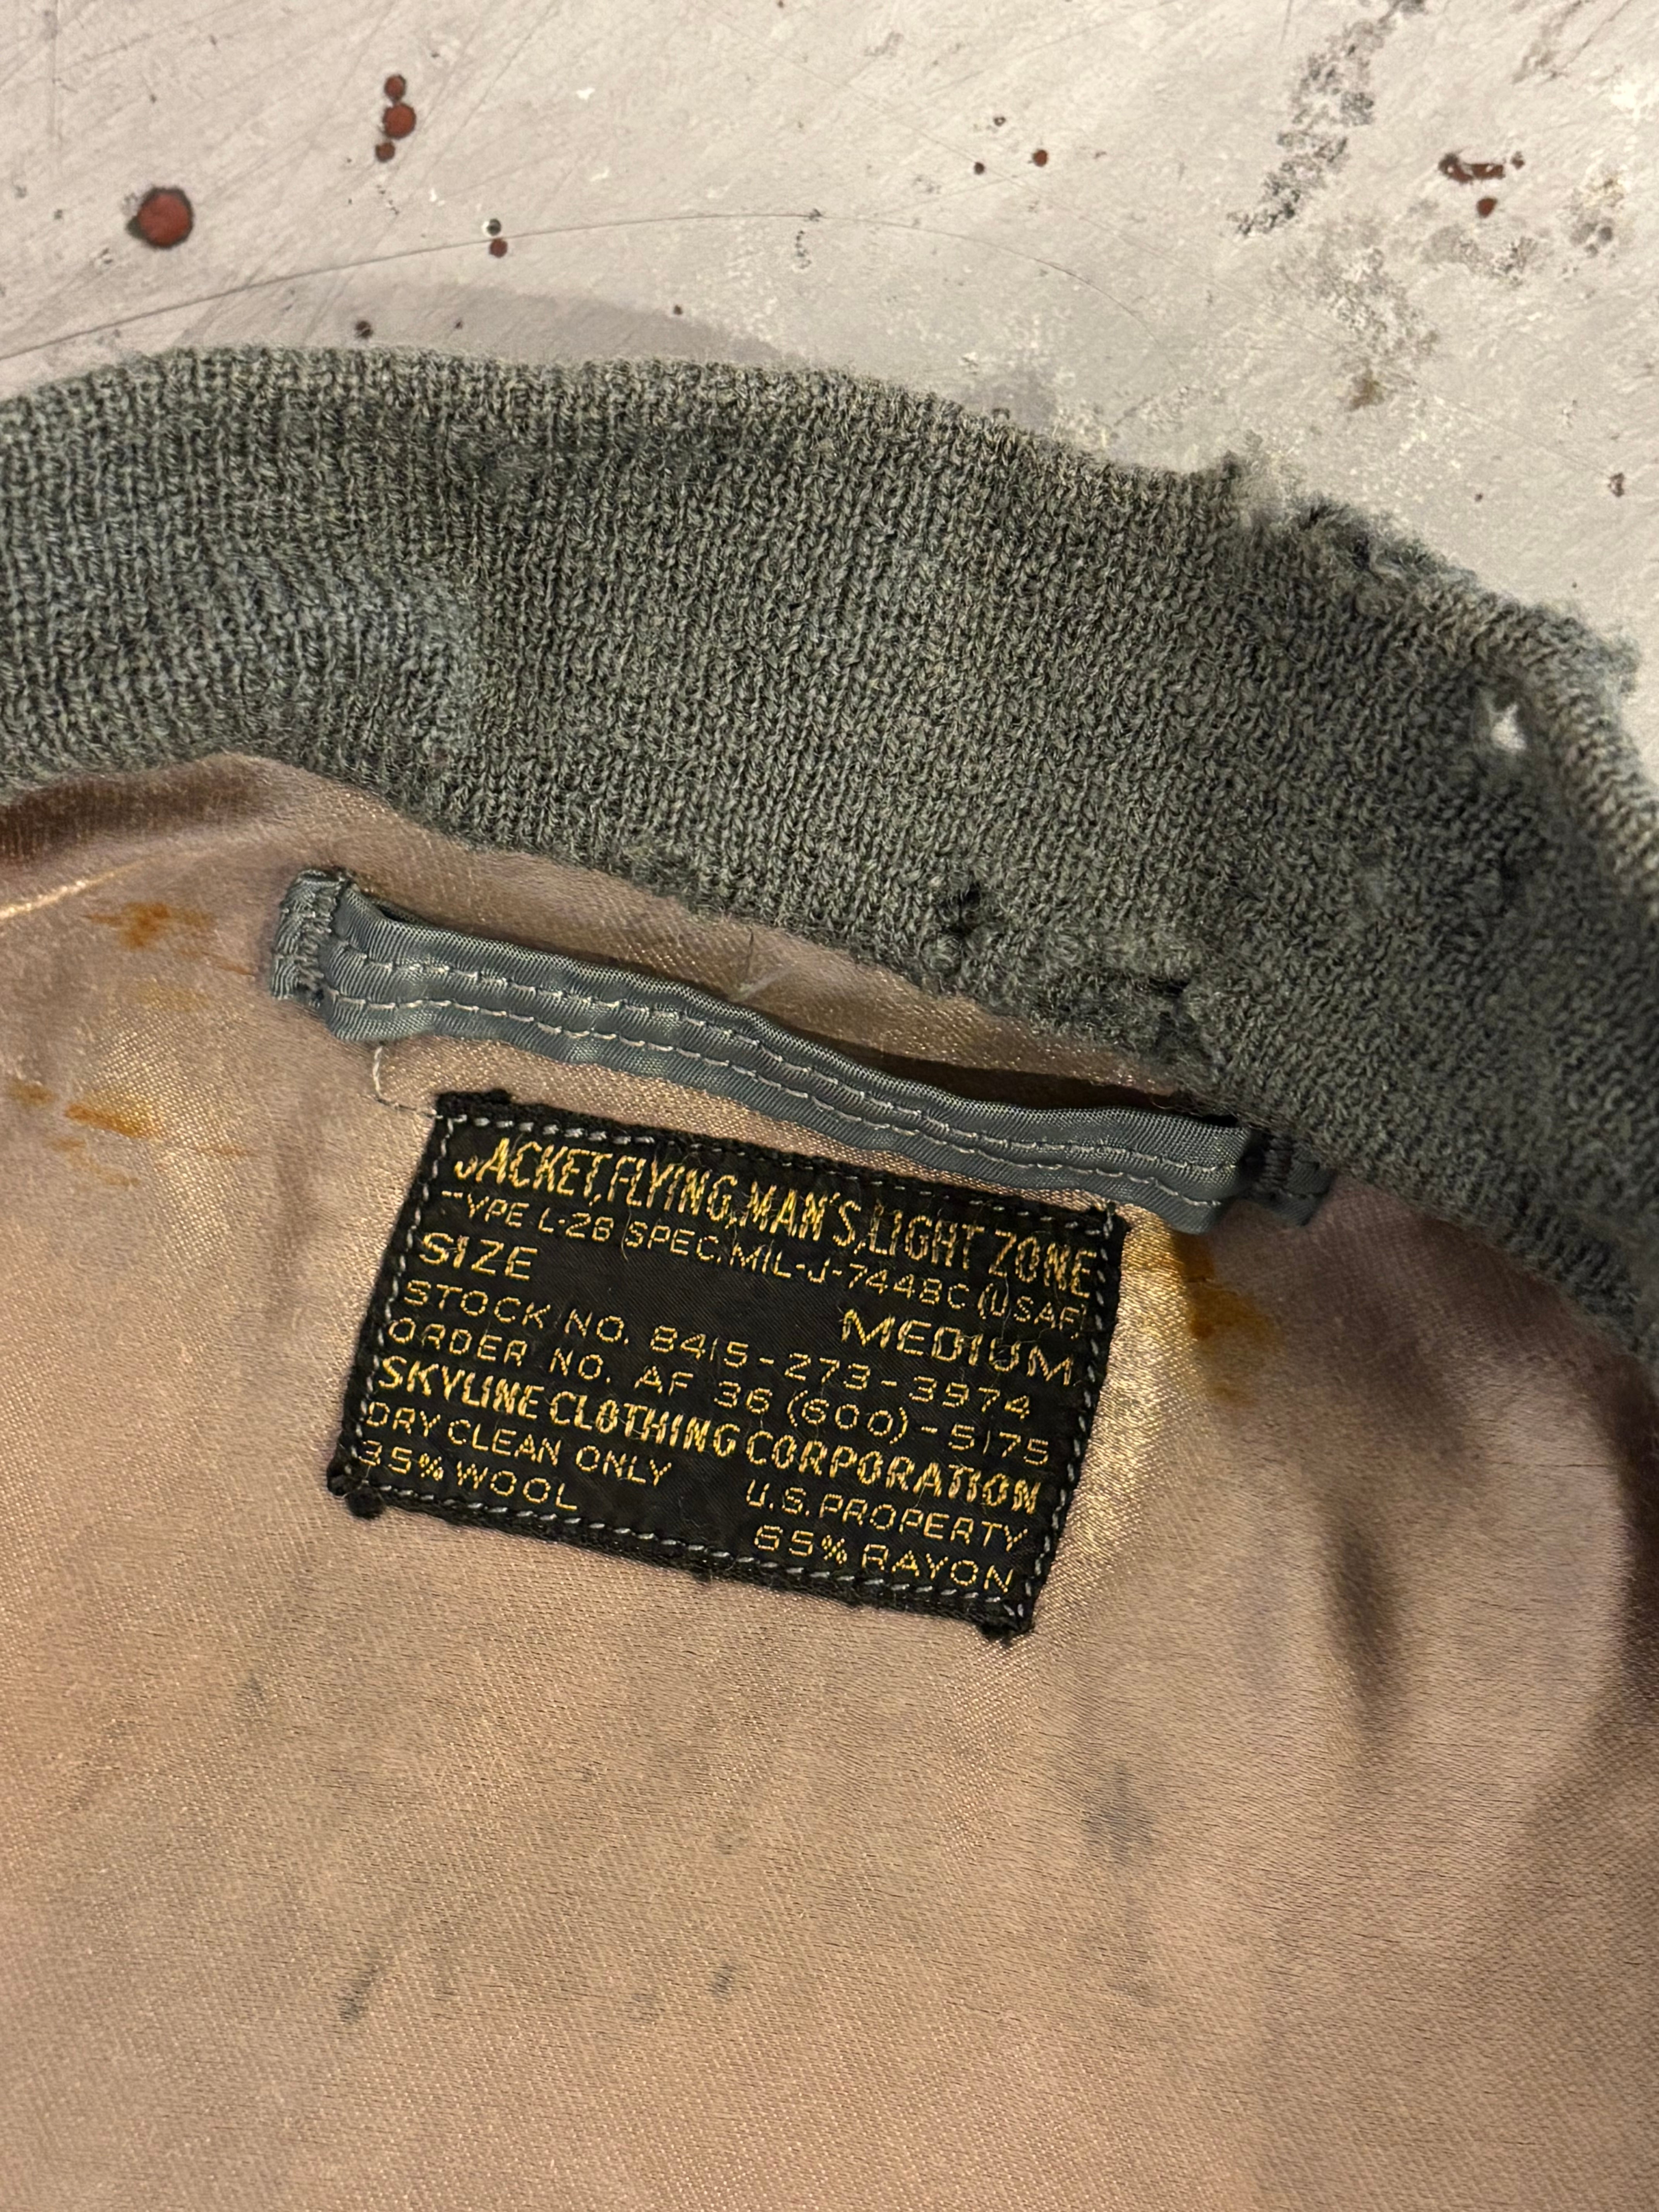 JACKET, FLYING, MAN'S, LIGHT ZONE
TYPE L-2B SPEC. MIL-J-7448C (USAF)
SIZE MEDIUM
STOCK NO. 8415-273-3974
ORDER NO. AF 36 (600)-5175
SKYLINE CLOTHING CORPORATION
DRY CLEAN ONLY U.S. PROPERTY
35% WOOL 65% RAYON